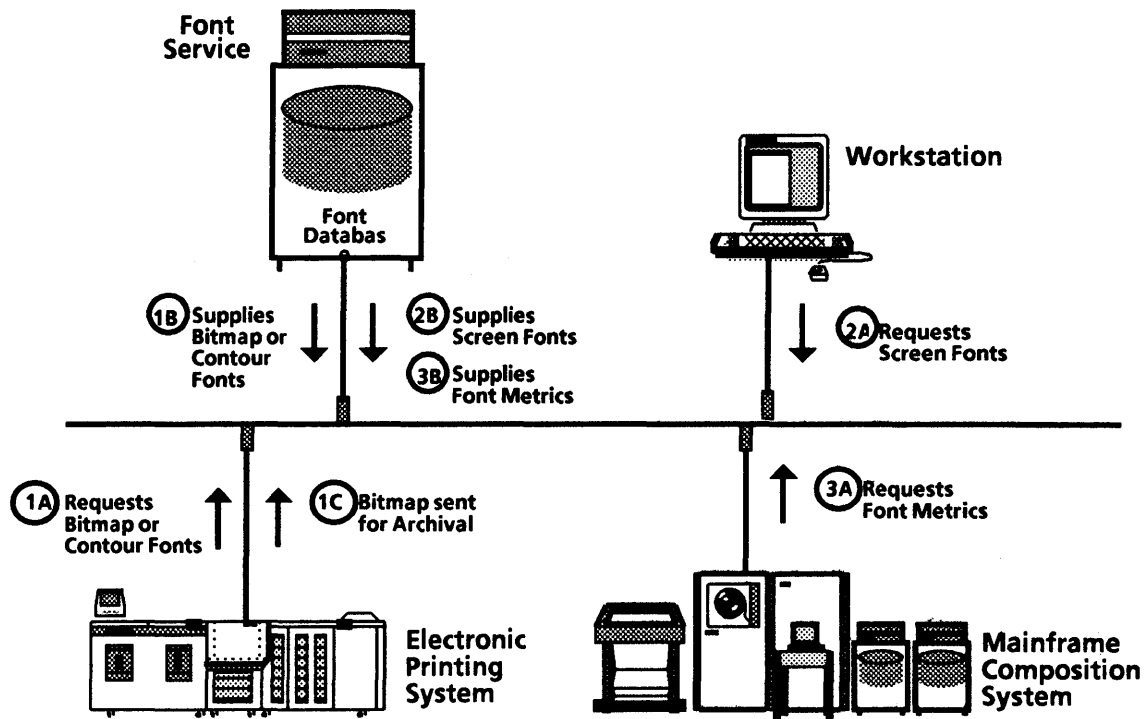 Font
Service
Font
Databas
Workstation
1B Supplies
Bitmap or
Contour
Fonts
2B Supplies
Screen Fonts
3B Supplies
Font Metrics
2A Requests
Screen Fonts
1A Requests
Bitmap or
Contour Fonts
1C Bitmap sent
for Archival
3A Requests
Font Metrics
Electronic
Printing
System
Mainframe
Composition
System